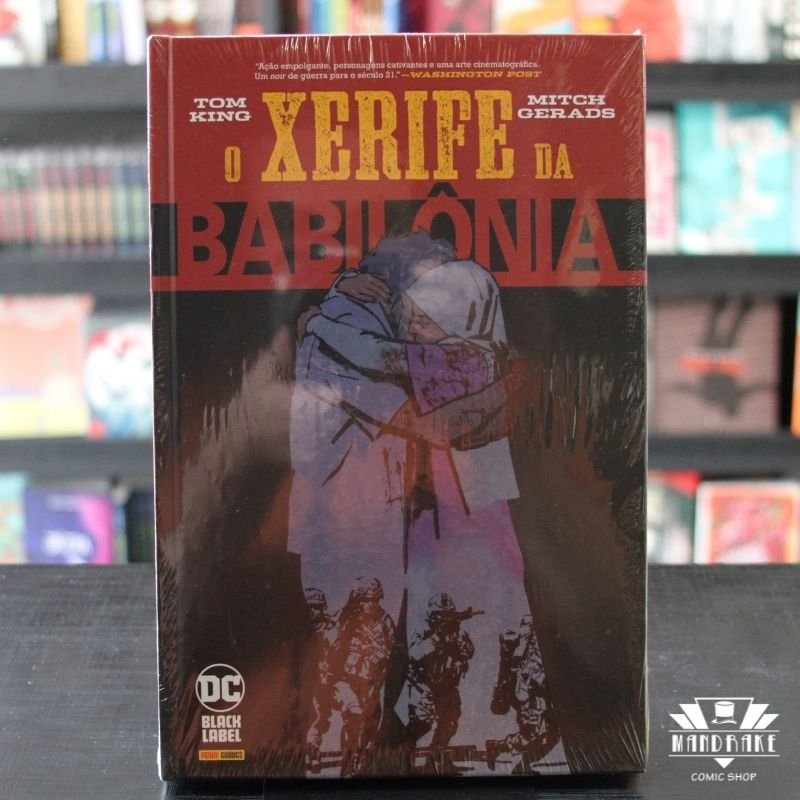 "Ação empolgante, personagens cativantes e uma arte cinematográfica.
Um noir de guerra para o século 21." —WASHINGTON POST
TOM
KING
MITCH
GERADS
O XERIFE DA
BABILÔNIA
DC
BLACK
LABEL
PANINI COMICS
MANDRAKE
COMIC SHOP